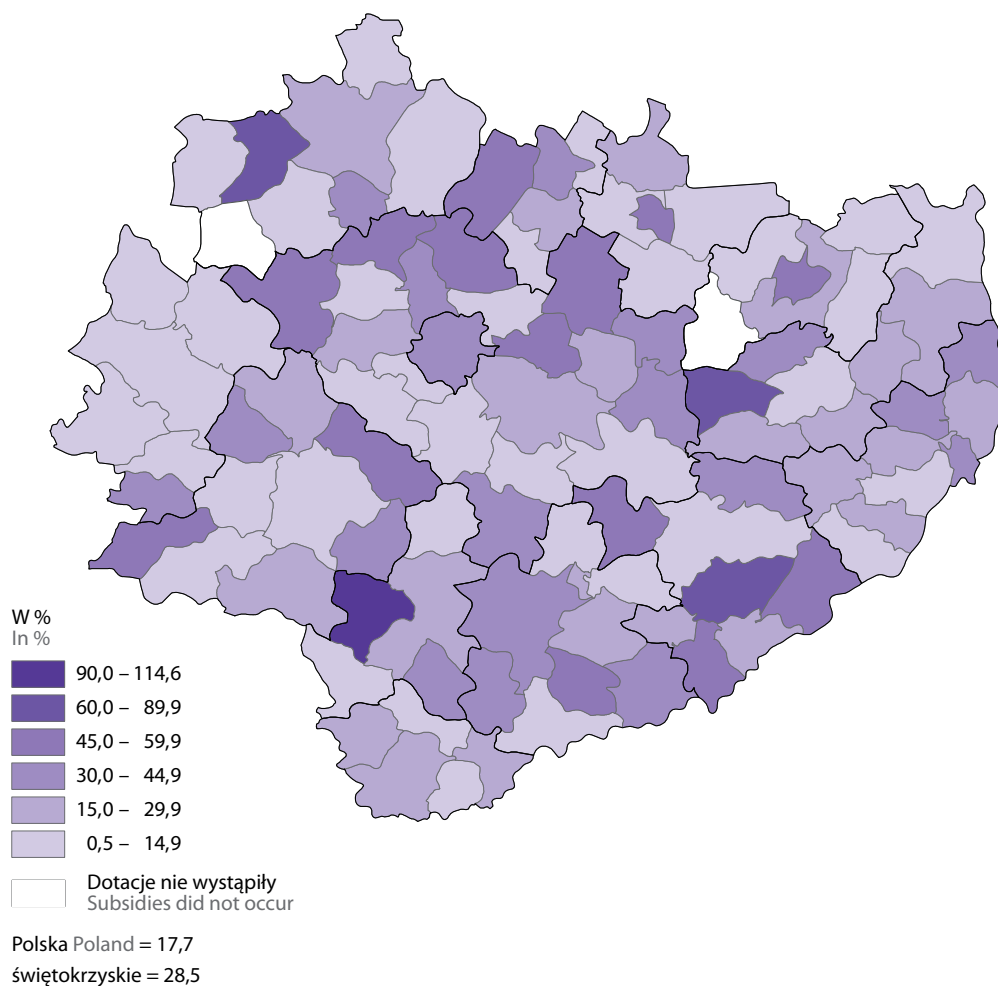 W %
In %
90,0 – 114,6
60,0 – 89,9
45,0 – 59,9
30,0 – 44,9
15,0 – 29,9
0,5 – 14,9
Dotacje nie wystąpiły
Subsidies did not occur
Polska Poland = 17,7
świętokrzyskie = 28,5